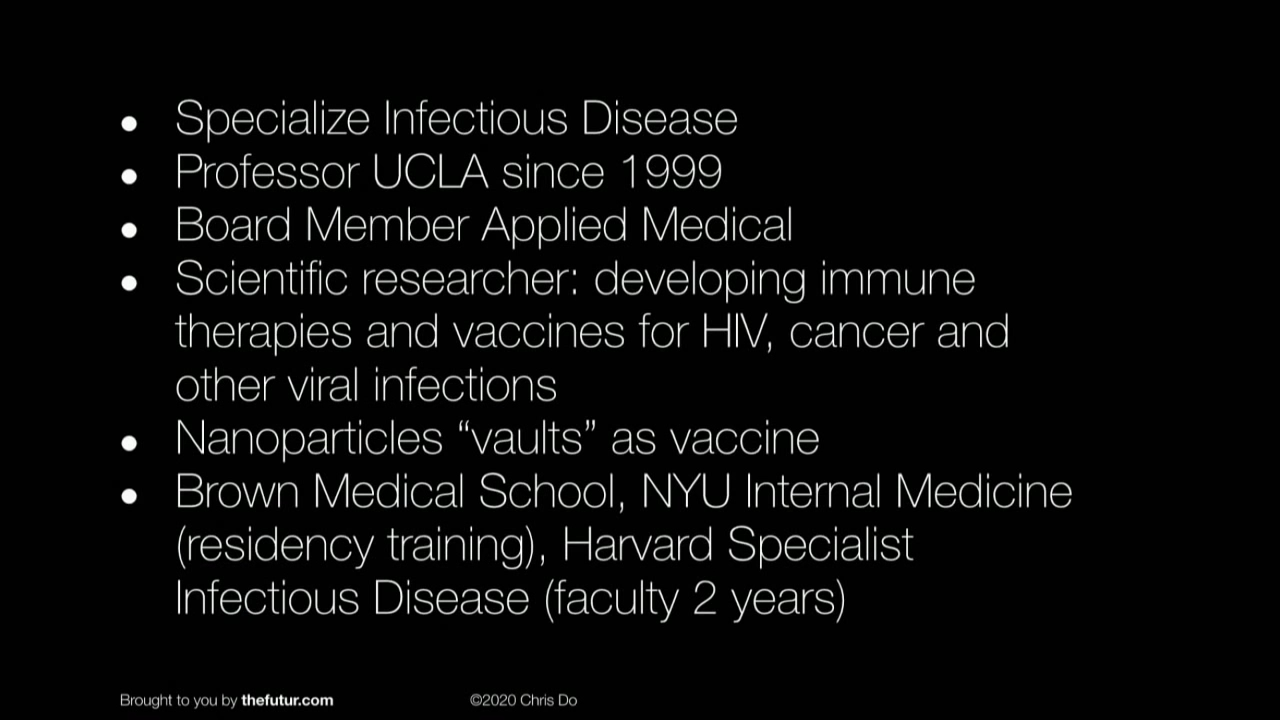 • Specialize Infectious Disease
• Professor UCLA since 1999
• Board Member Applied Medical
• Scientific researcher: developing immune
therapies and vaccines for HIV, cancer and
other viral infections
• Nanoparticles “vaults” as vaccine
• Brown Medical School, NYU Internal Medicine
(residency training), Harvard Specialist
Infectious Disease (faculty 2 years)
Brought to you by thefutur.com ©2020 Chris Do